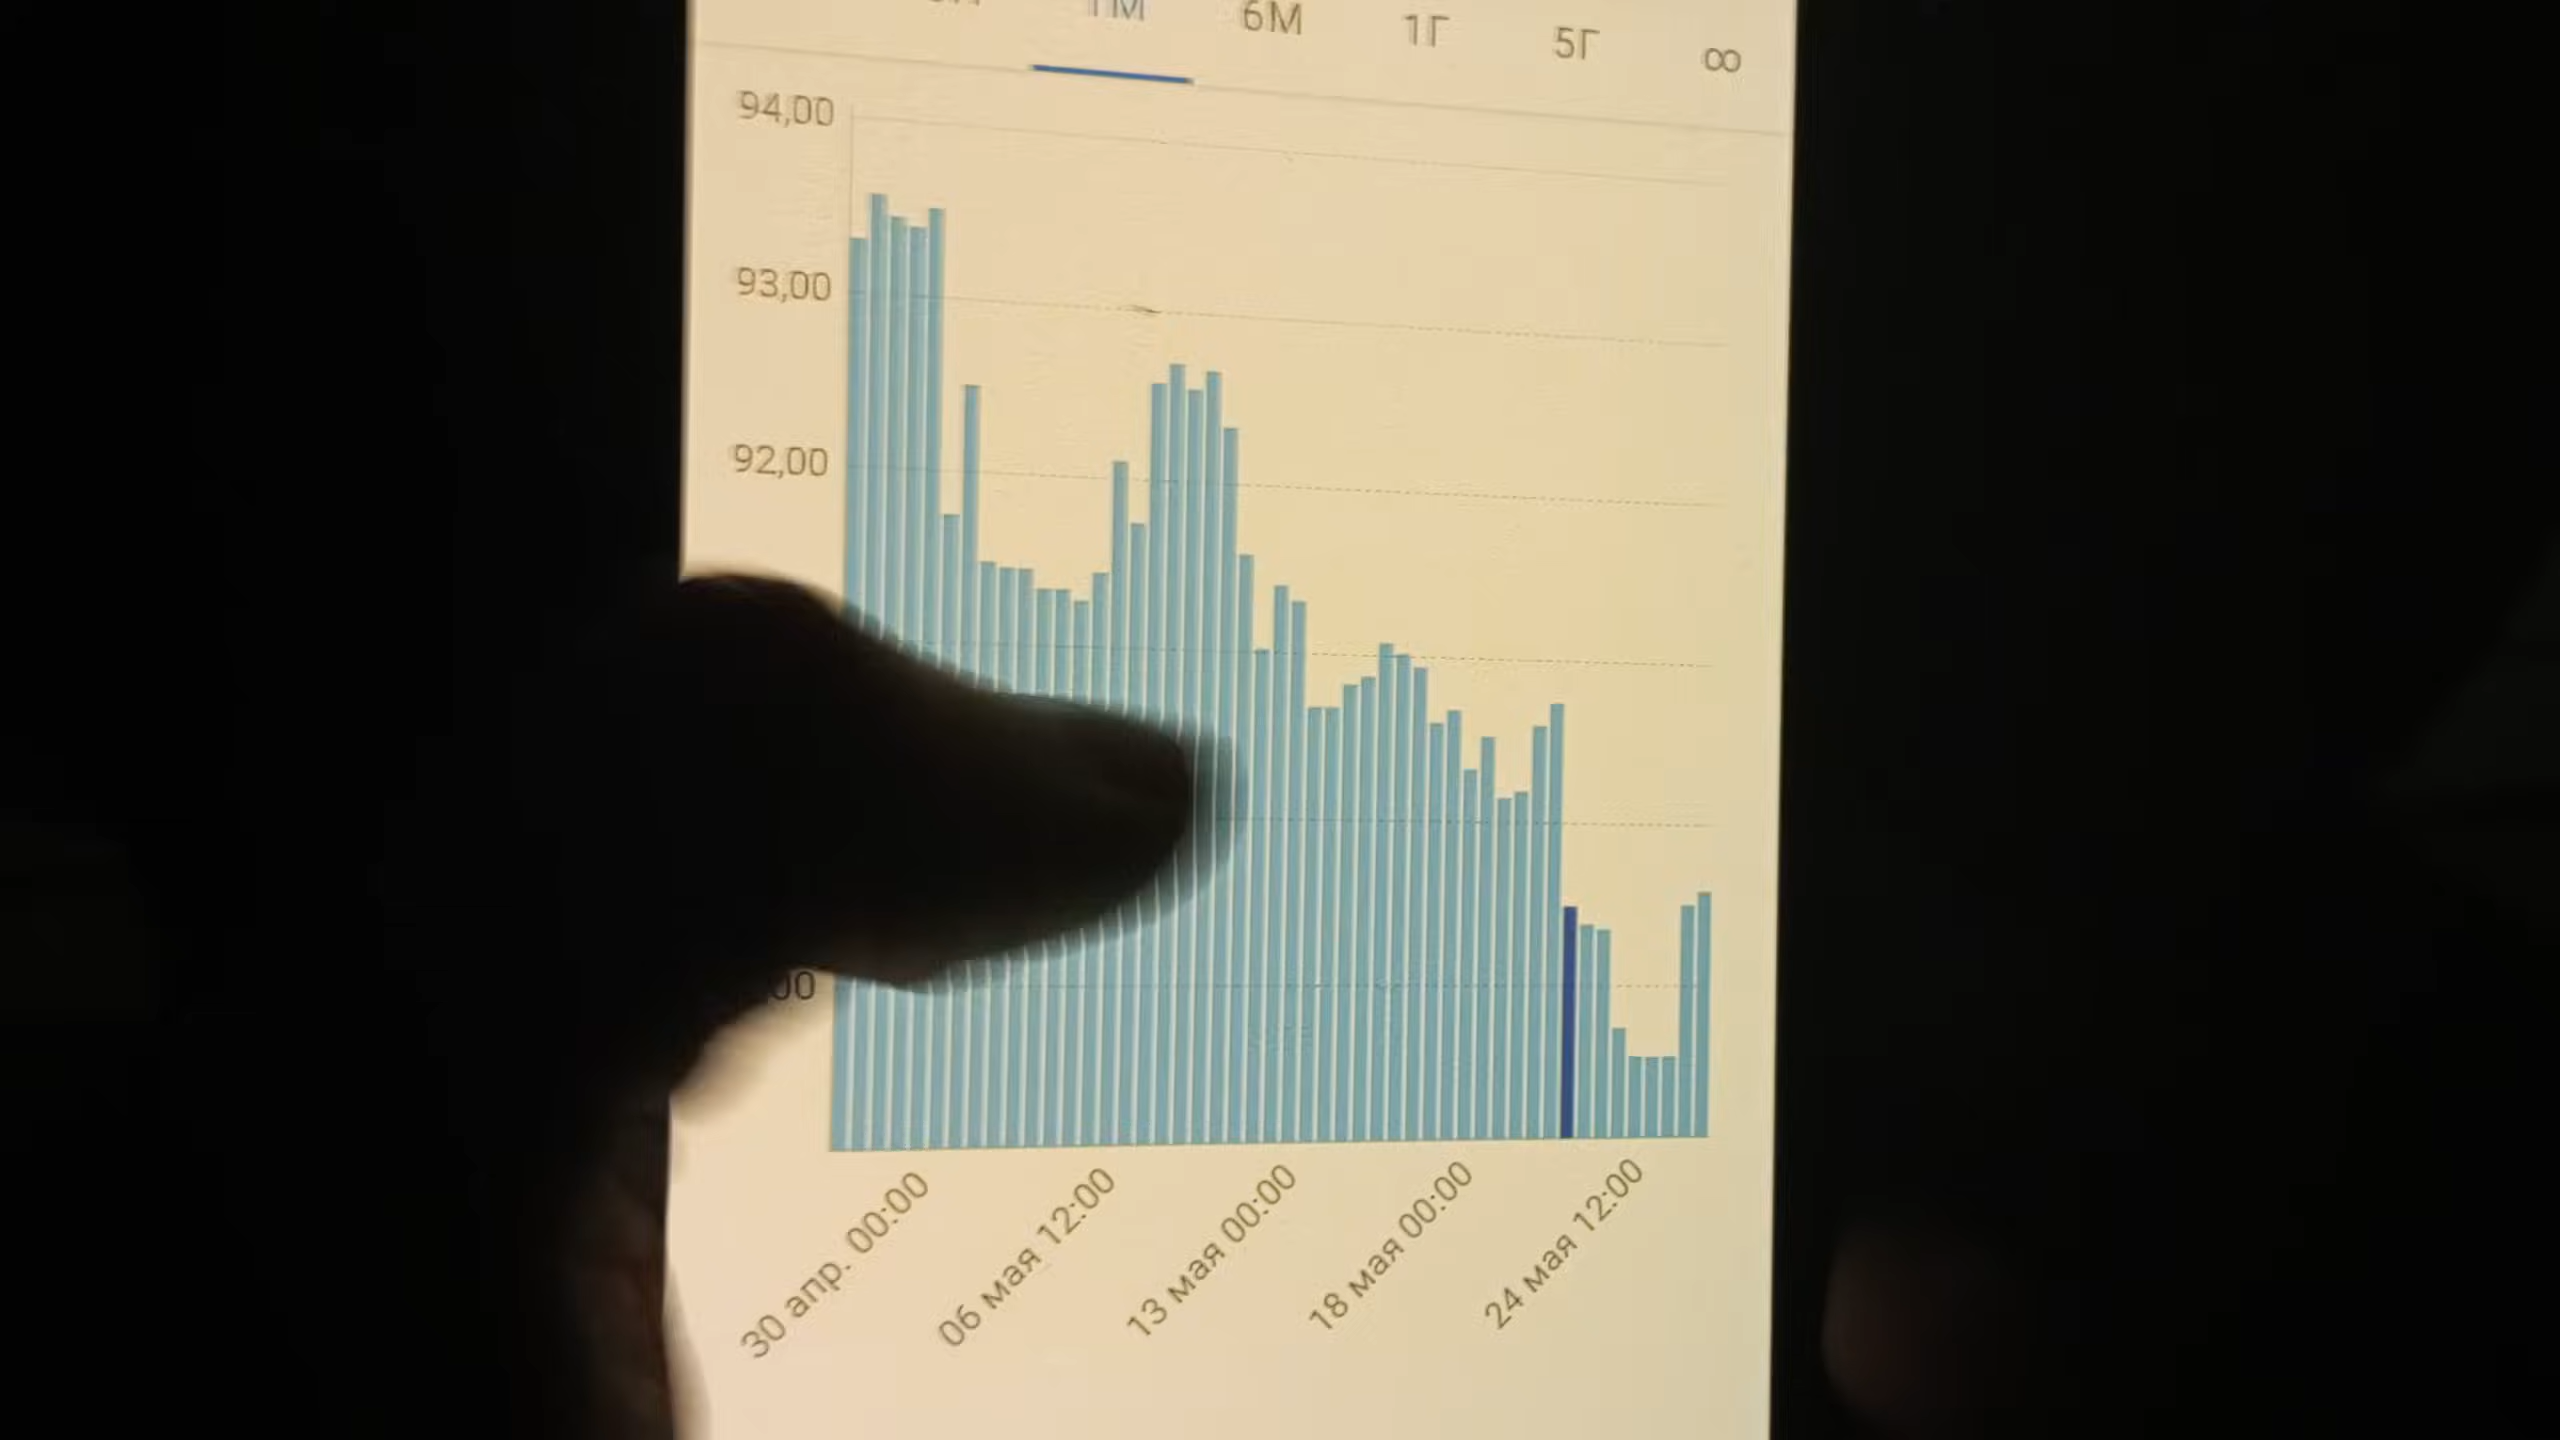 1М 6М 1Г 5Г ∞
94,00
93,00
92,00
30 апр. 00:00
06 мая 12:00
13 мая 00:00
18 мая 00:00
24 мая 12:00